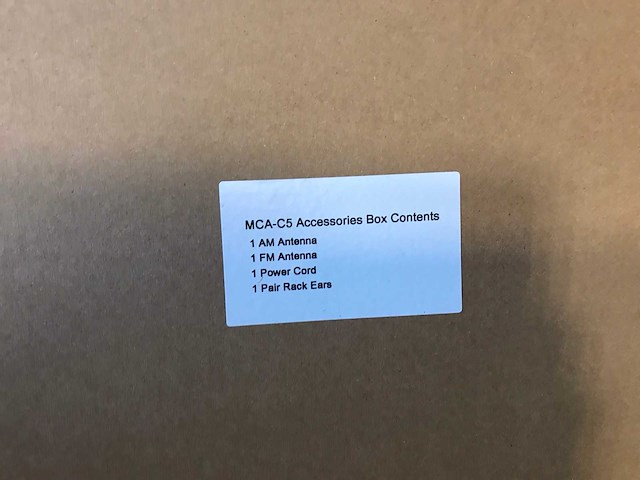 MCA-C5 Accessories Box Contents
1 AM Antenna
1 FM Antenna
1 Power Cord
1 Pair Rack Ears